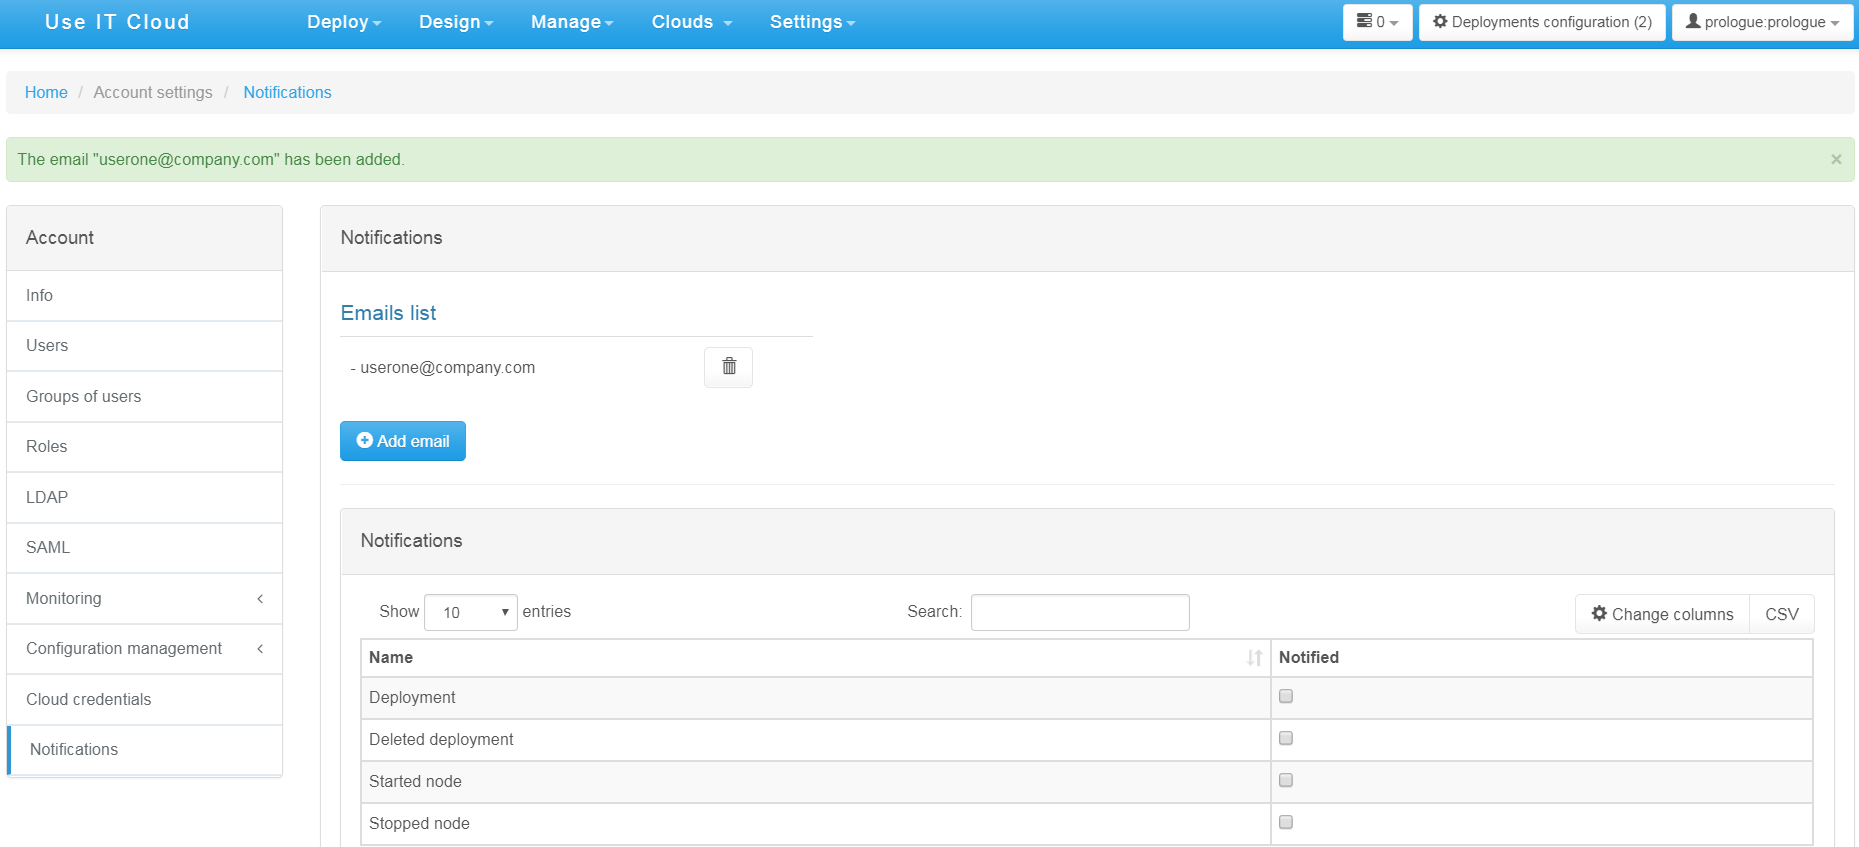 Use IT Cloud Deploy Design Manage Clouds Settings 0 Deployments configuration (2) prologue:prologue
Home / Account settings / Notifications
The email "userone@company.com" has been added. ×
Account
Info
Users
Groups of users
Roles
LDAP
SAML
Monitoring
Configuration management
Cloud credentials
Notifications
Notifications
Emails list
- userone@company.com
Add email
Notifications
Show 10 entries Search: Change columns CSV
Name Notified
Deployment
Deleted deployment
Started node
Stopped node